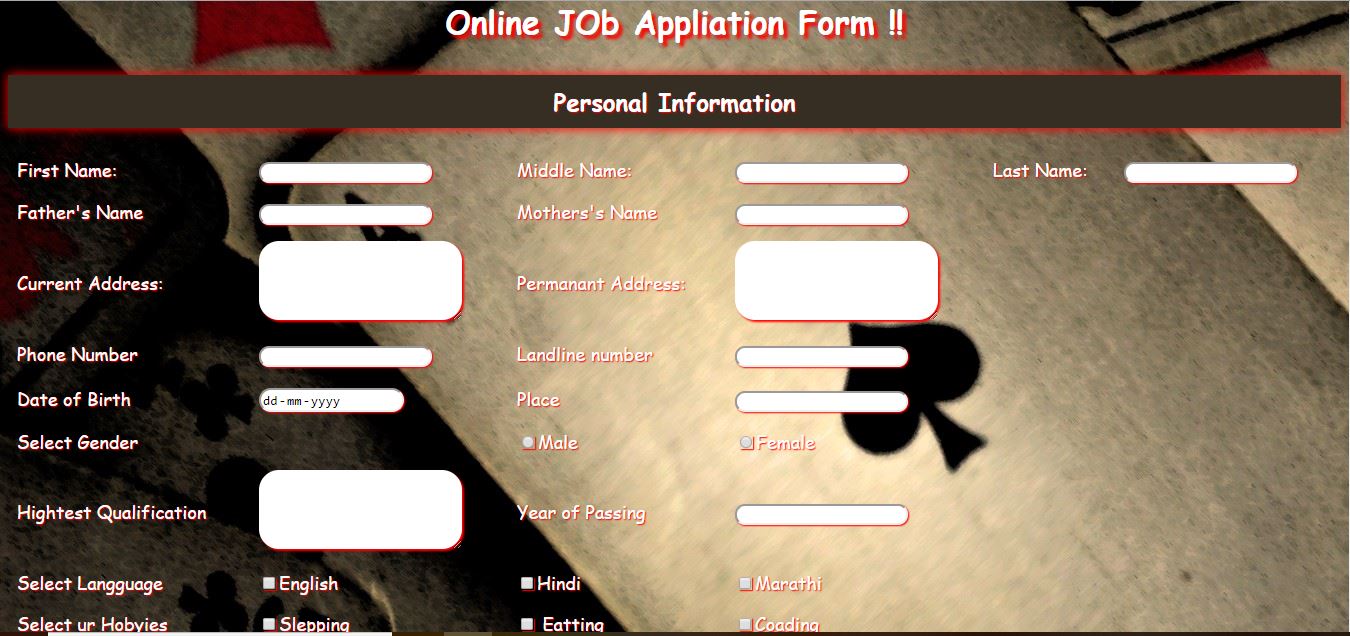 Online JOb Appliation Form !!
Personal Information
First Name: Middle Name: Last Name:
Father's Name Mothers's Name
Current Address: Permanant Address:
Phone Number Landline number
Date of Birth dd-mm-yyyy Place
Select Gender Male Female
Hightest Qualification Year of Passing
Select Langguage English Hindi Marathi
Select ur Hobyies Slepping Eatting Coading